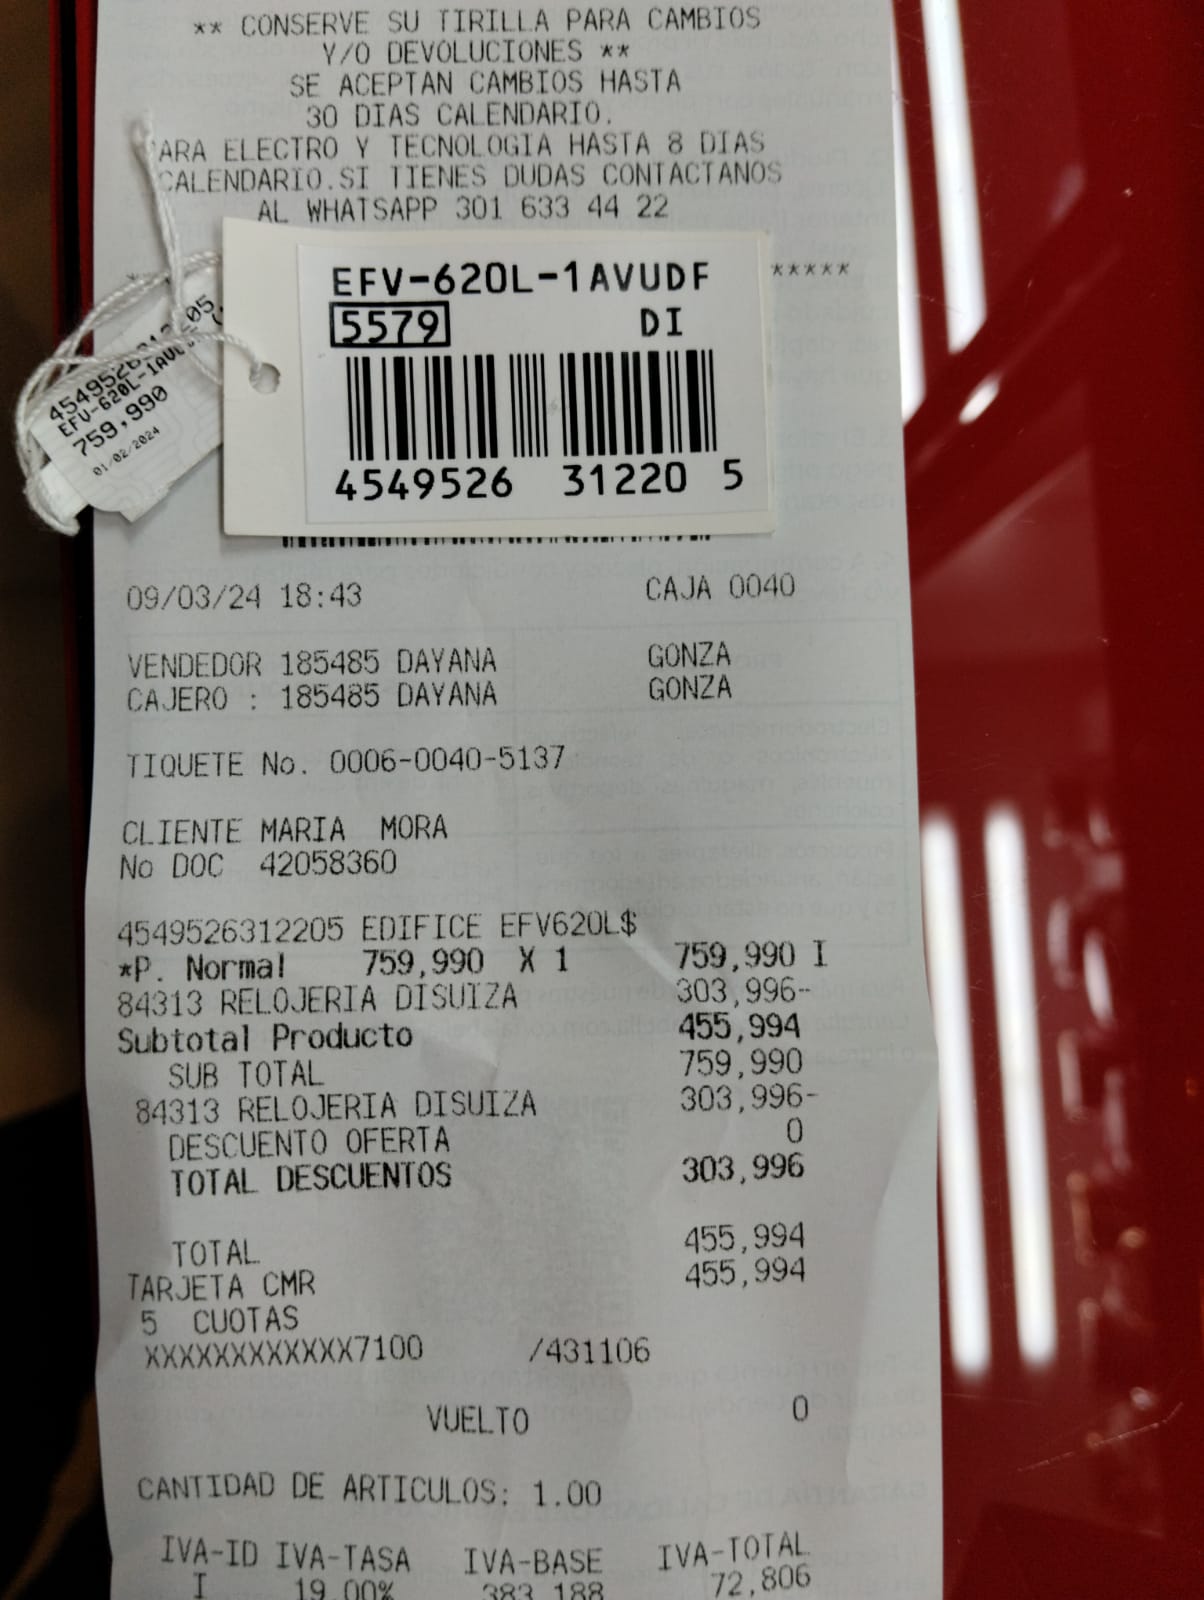 ** CONSERVE SU TIRILLA PARA CAMBIOS
Y/O DEVOLUCIONES **
SE ACEPTAN CAMBIOS HASTA
30 DIAS CALENDARIO.
ARA ELECTRO Y TECNOLOGIA HASTA 8 DIAS
CALENDARIO.SI TIENES DUDAS CONTACTANOS
AL WHATSAPP 301 633 44 22
*****
EFV-620L-1AVUDF
5579 DI
4549526 31220 5
EFV-620L-1AVU
759,990
01/02/2024
09/03/24 18:43 CAJA 0040
VENDEDOR 185485 DAYANA GONZA
CAJERO : 185485 DAYANA GONZA
TIQUETE No. 0006-0040-5137
CLIENTE MARIA MORA
No DOC 42058360
4549526312205 EDIFICE EFV620L$
*P. Normal 759,990 X 1 759,990 I
84313 RELOJERIA DISUIZA 303,996-
Subtotal Producto 455,994
SUB TOTAL 759,990
84313 RELOJERIA DISUIZA 303,996-
DESCUENTO OFERTA 0
TOTAL DESCUENTOS 303,996
TOTAL 455,994
TARJETA CMR 455,994
5 CUOTAS
XXXXXXXXXXXX7100 /431106
VUELTO 0
CANTIDAD DE ARTICULOS: 1.00
IVA-ID IVA-TASA IVA-BASE IVA-TOTAL
I 19.00% 383,188 72,806